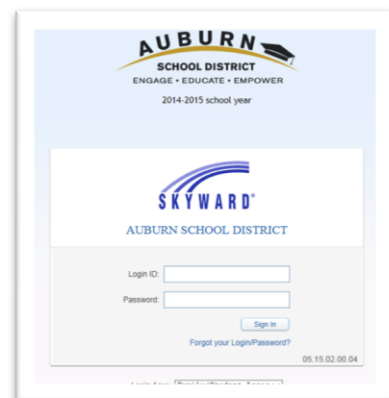 AUBURN
SCHOOL DISTRICT
ENGAGE • EDUCATE • EMPOWER
2014-2015 school year
SKYWARD®
AUBURN SCHOOL DISTRICT
Login ID:
Password:
Sign In
Forgot your Login/Password?
05.15.02.00.04